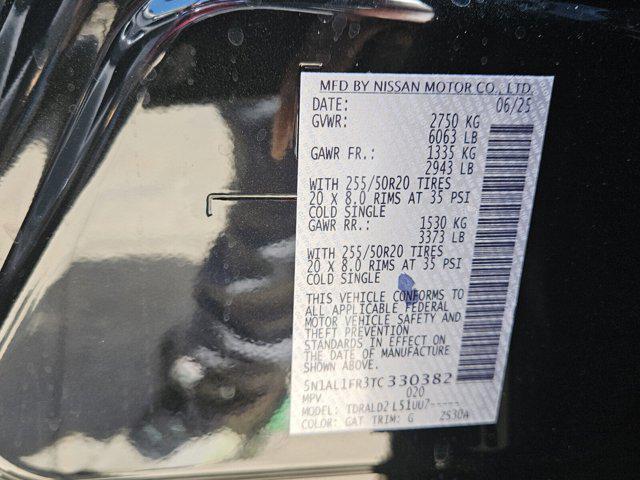 MFD BY NISSAN MOTOR CO., LTD.
DATE: 06/25
GVWR: 2750 KG
6063 LB
GAWR FR.: 1335 KG
2943 LB
WITH 255/50R20 TIRES
20 X 8.0 RIMS AT 35 PSI
COLD SINGLE
GAWR RR.: 1530 KG
3373 LB
WITH 255/50R20 TIRES
20 X 8.0 RIMS AT 35 PSI
COLD SINGLE
THIS VEHICLE CONFORMS TO
ALL APPLICABLE FEDERAL
MOTOR VEHICLE SAFETY AND
THEFT PREVENTION
STANDARDS IN EFFECT ON
THE DATE OF MANUFACTURE
SHOWN ABOVE.
5N1AL1FR3TC330382
MPV 020
MODEL: TDRALD2 L51UU7-----
COLOR: GAT TRIM: G 2S30A